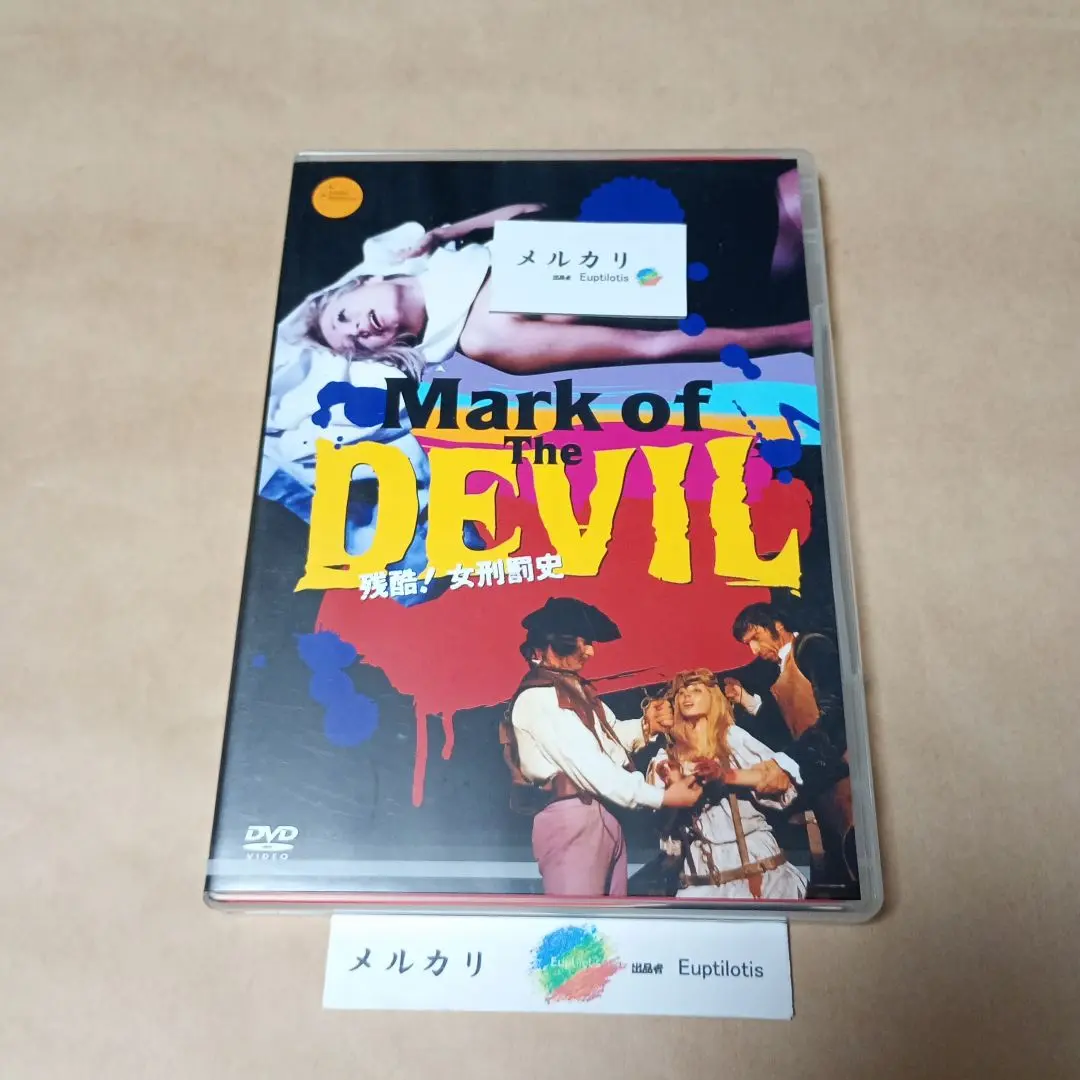 メルカリ
出品者 Euptilotis
Mark of
The
DEVIL
残酷! 女刑罰史
DVD
VIDEO
メルカリ
Euptilotis
出品者 Euptilotis